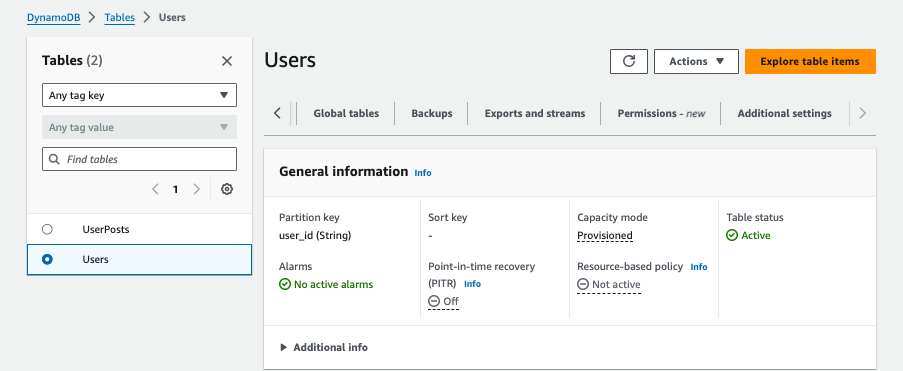 DynamoDB > Tables > Users
Tables (2)
Any tag key
Any tag value
Find tables
1
UserPosts
Users
Users
Actions
Explore table items
Global tables
Backups
Exports and streams
Permissions - new
Additional settings
General information Info
Partition key
user_id (String)
Sort key
-
Capacity mode
Provisioned
Table status
Active
Alarms
No active alarms
Point-in-time recovery
(PITR) Info
Off
Resource-based policy Info
Not active
Additional info